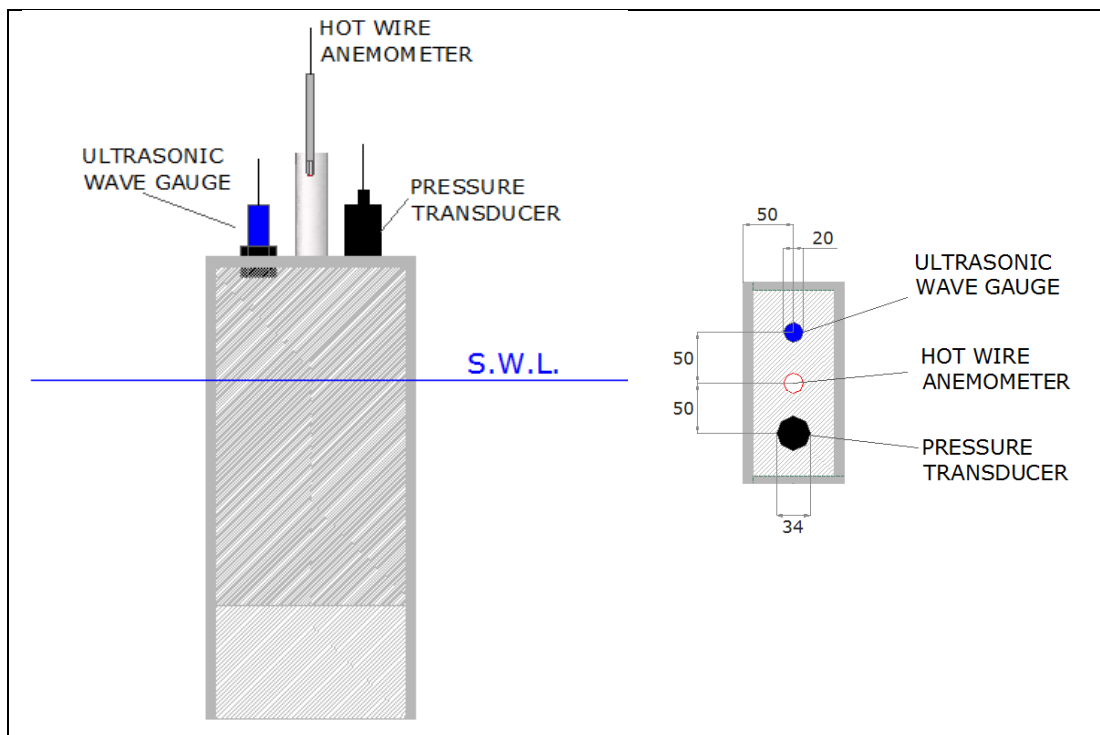 HOT WIRE
ANEMOMETER
ULTRASONIC
WAVE GAUGE
PRESSURE
TRANSDUCER
S.W.L.
50
20
ULTRASONIC
WAVE GAUGE
50
HOT WIRE
ANEMOMETER
50
PRESSURE
TRANSDUCER
34